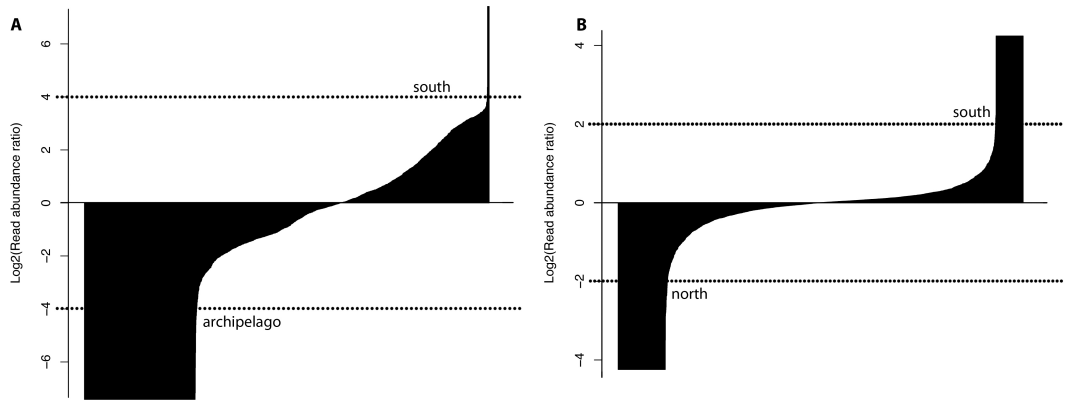 A
Log2(Read abundance ratio)
6
4
2
0
−2
−4
−6
south
archipelago
B
Log2(Read abundance ratio)
4
2
0
−2
−4
south
north